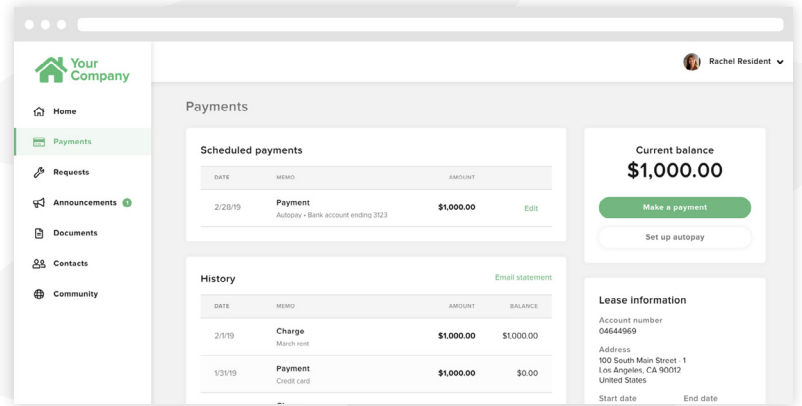 Your
Company
Rachel Resident
Home
Payments
Requests
Announcements 1
Documents
Contacts
Community
Payments
Scheduled payments
DATE MEMO AMOUNT
2/28/19 Payment $1,000.00 Edit
Autopay • Bank account ending 3123
History Email statement
DATE MEMO AMOUNT BALANCE
2/1/19 Charge $1,000.00 $1,000.00
March rent
1/31/19 Payment $1,000.00 $0.00
Credit card
Current balance
$1,000.00
Make a payment
Set up autopay
Lease information
Account number
04644969
Address
100 South Main Street - 1
Los Angeles, CA 90012
United States
Start date End date